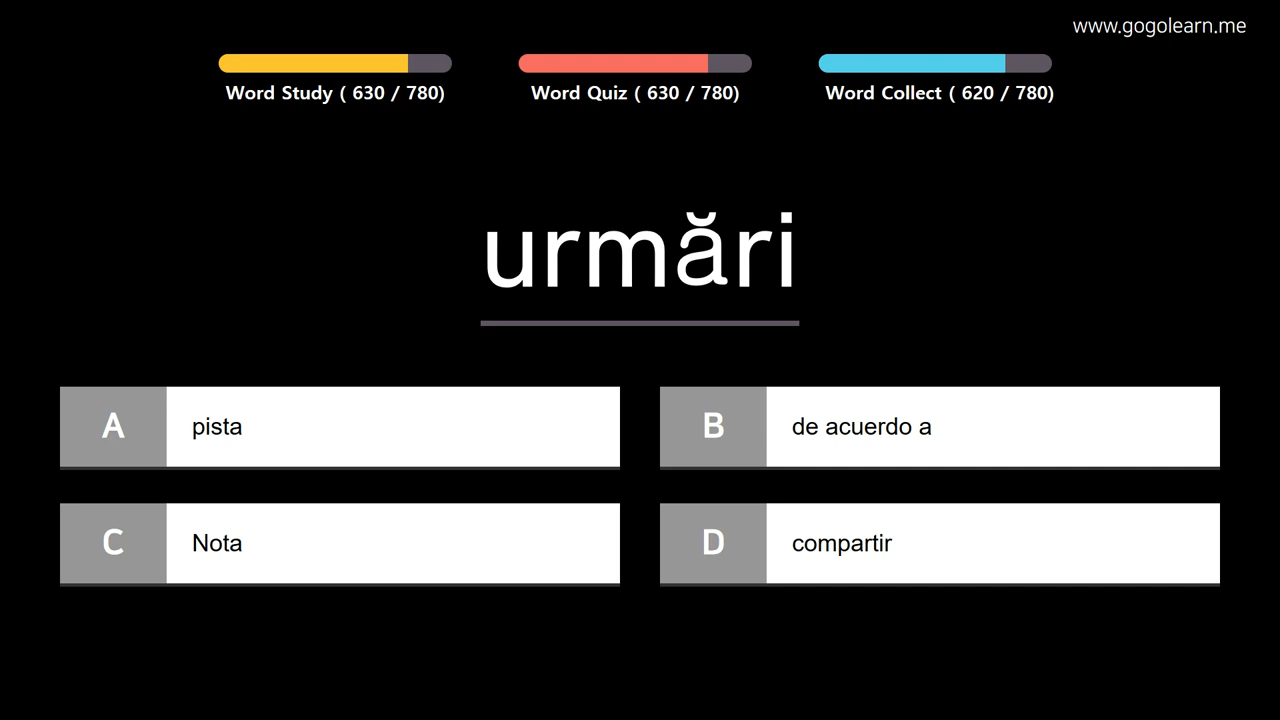 www.gogolearn.me
Word Study ( 630 / 780)
Word Quiz ( 630 / 780)
Word Collect ( 620 / 780)
urmări
A pista
B de acuerdo a
C Nota
D compartir